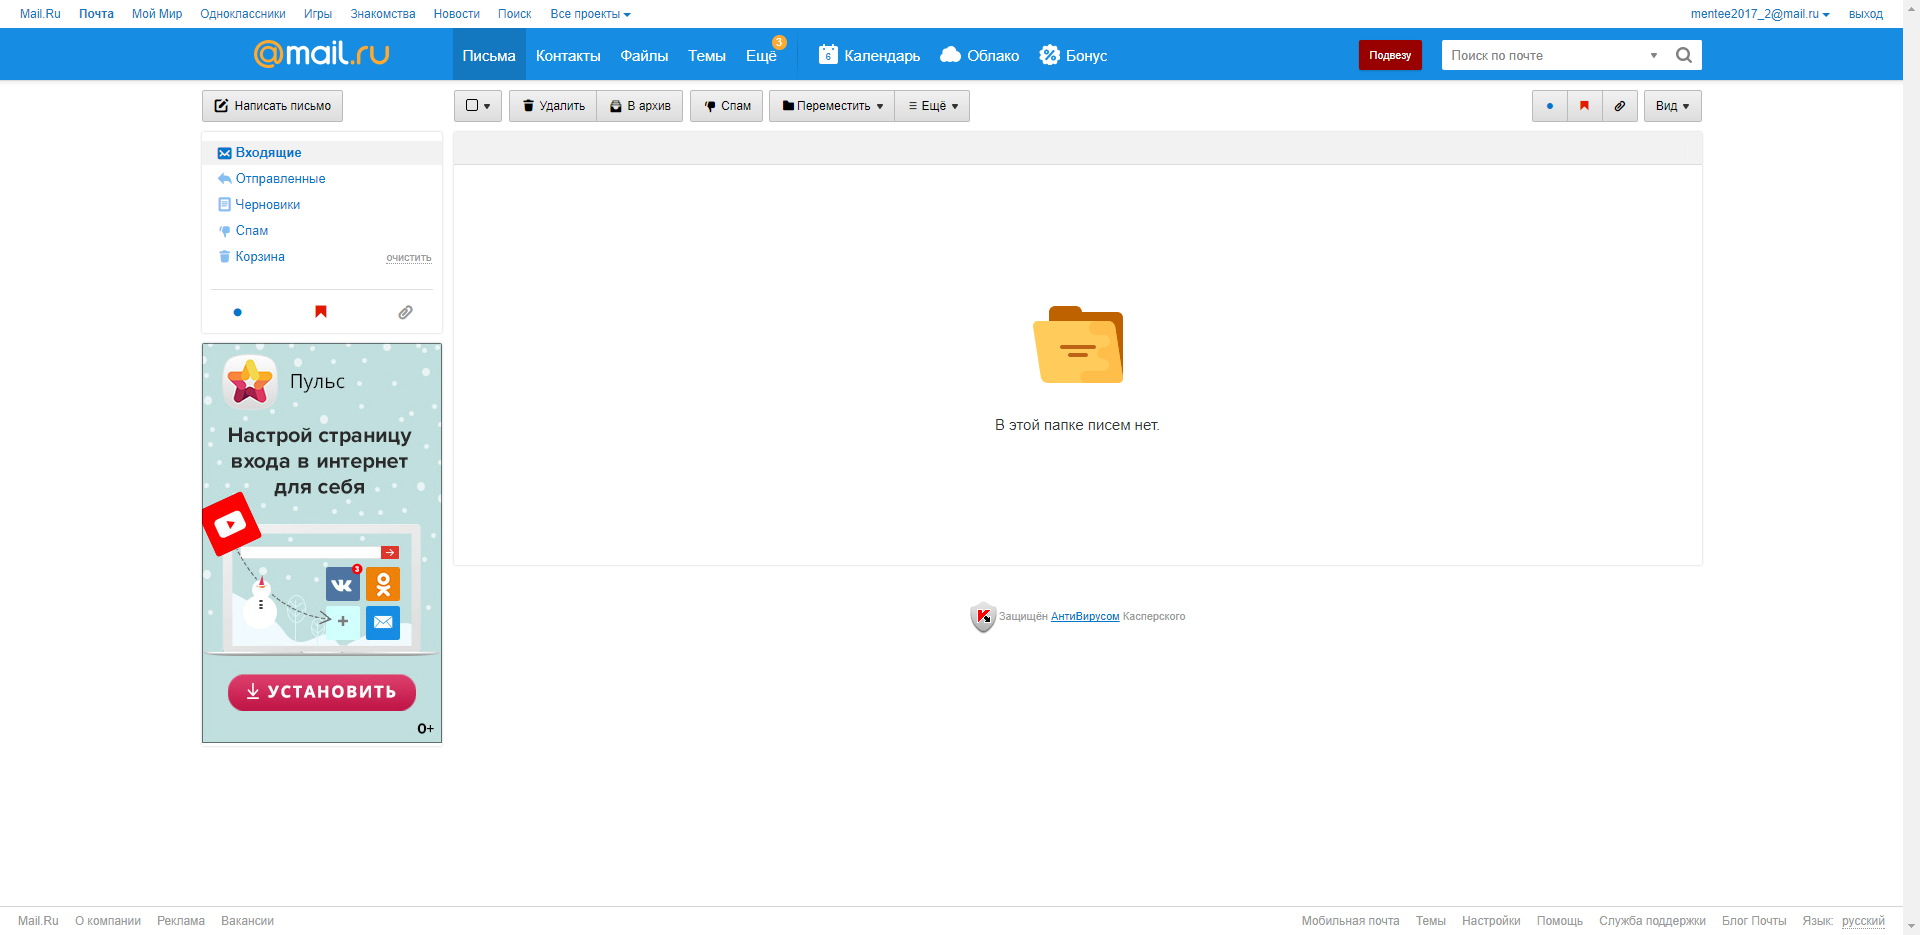 Mail.Ru Почта Мой Мир Одноклассники Игры Знакомства Новости Поиск Все проекты mentee2017_2@mail.ru выход
@mail.ru Письма Контакты Файлы Темы Ещё 3 6 Календарь Облако Бонус Подвезу Поиск по почте
Написать письмо Удалить В архив Спам Переместить Ещё Вид
Входящие
Отправленные
Черновики
Спам
Корзина очистить
Пульс
Настрой страницу
входа в интернет
для себя
3
УСТАНОВИТЬ
0+
В этой папке писем нет.
Защищён АнтиВирусом Касперского
Mail.Ru О компании Реклама Вакансии Мобильная почта Темы Настройки Помощь Служба поддержки Блог Почты Язык: русский